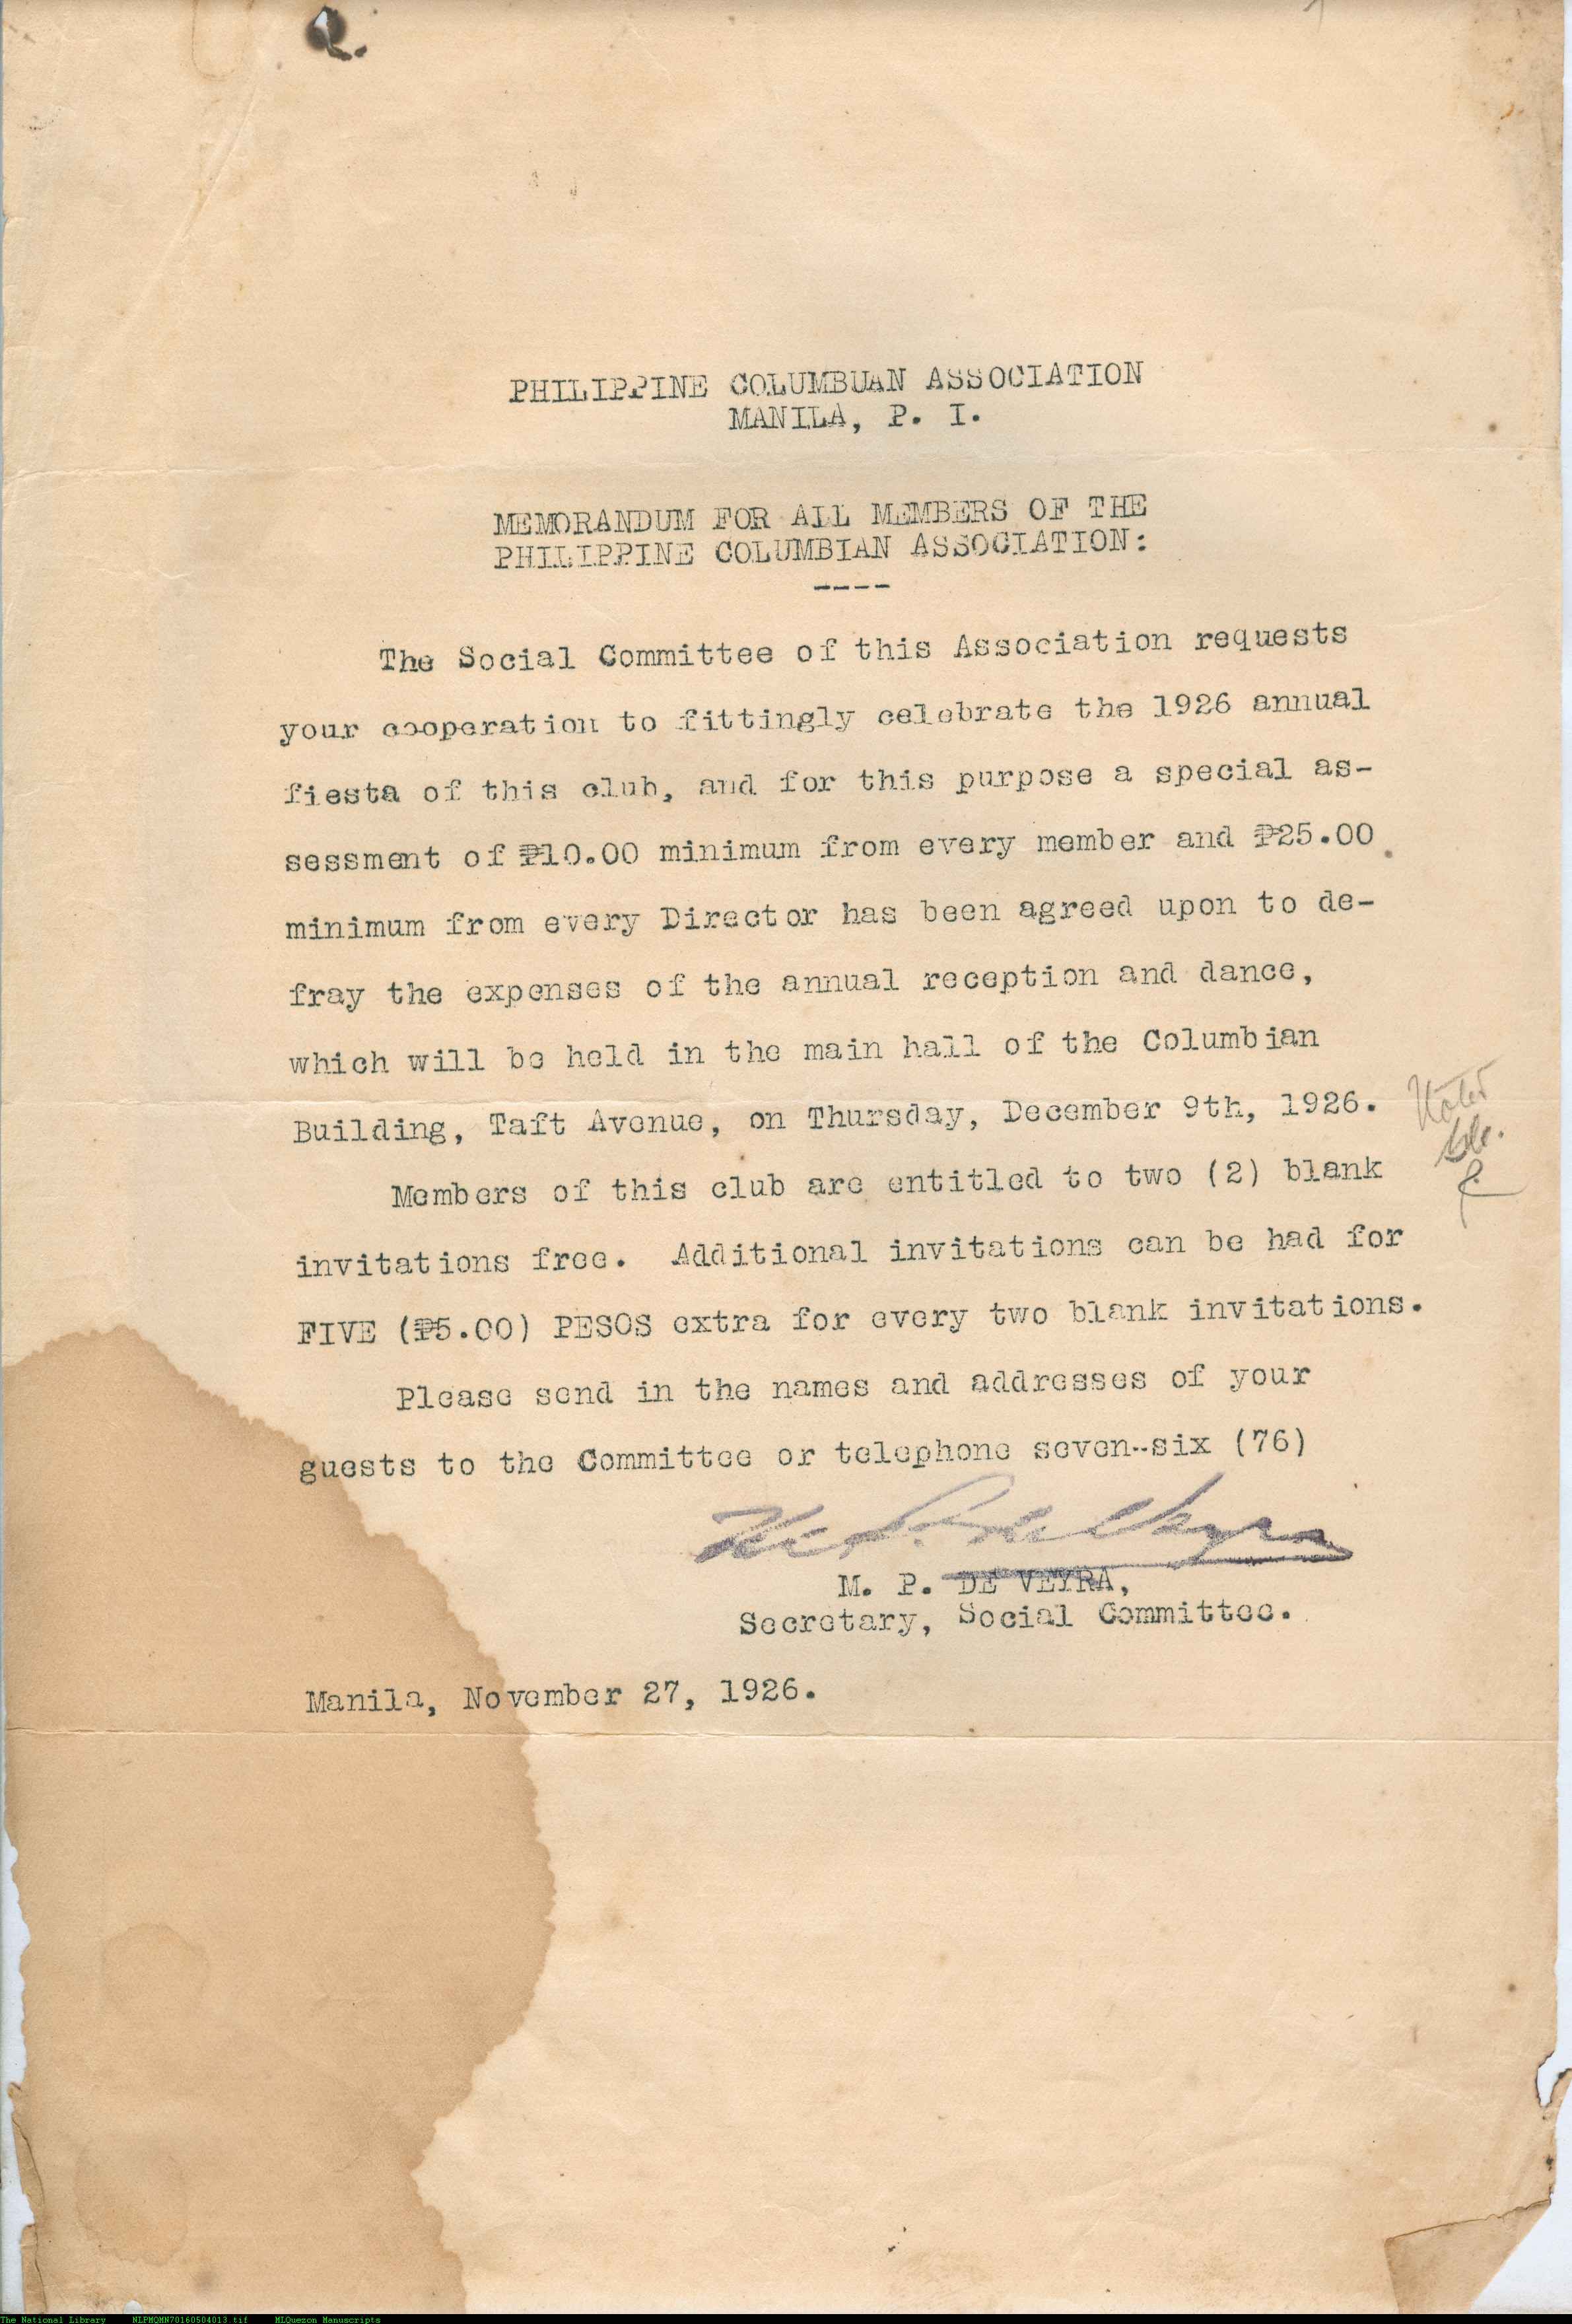 Q.
PHILIPPINE COLUMBUAN ASSOCIATION
MANILA, P. I.
MEMORANDUM FOR ALL MEMBERS OF THE
PHILIPPINE COLUMBIAN ASSOCIATION:
----
The Social Committee of this Association requests
your cooperation to fittingly celebrate the 1926 annual
fiesta of this club, and for this purpose a special as-
sessment of ₱10.00 minimum from every member and ₱25.00
minimum from every Director has been agreed upon to de-
fray the expenses of the annual reception and dance,
which will be held in the main hall of the Columbian
Building, Taft Avenue, on Thursday, December 9th, 1926.
Members of this club are entitled to two (2) blank
invitations free. Additional invitations can be had for
FIVE (₱5.00) PESOS extra for every two blank invitations.
Please send in the names and addresses of your
guests to the Committee or telephone seven-six (76)
M. P. DE VEYRA,
Secretary, Social Committee.
Manila, November 27, 1926.
The National Library NLPMQMN70160504013.tif MLQuezon Manuscripts